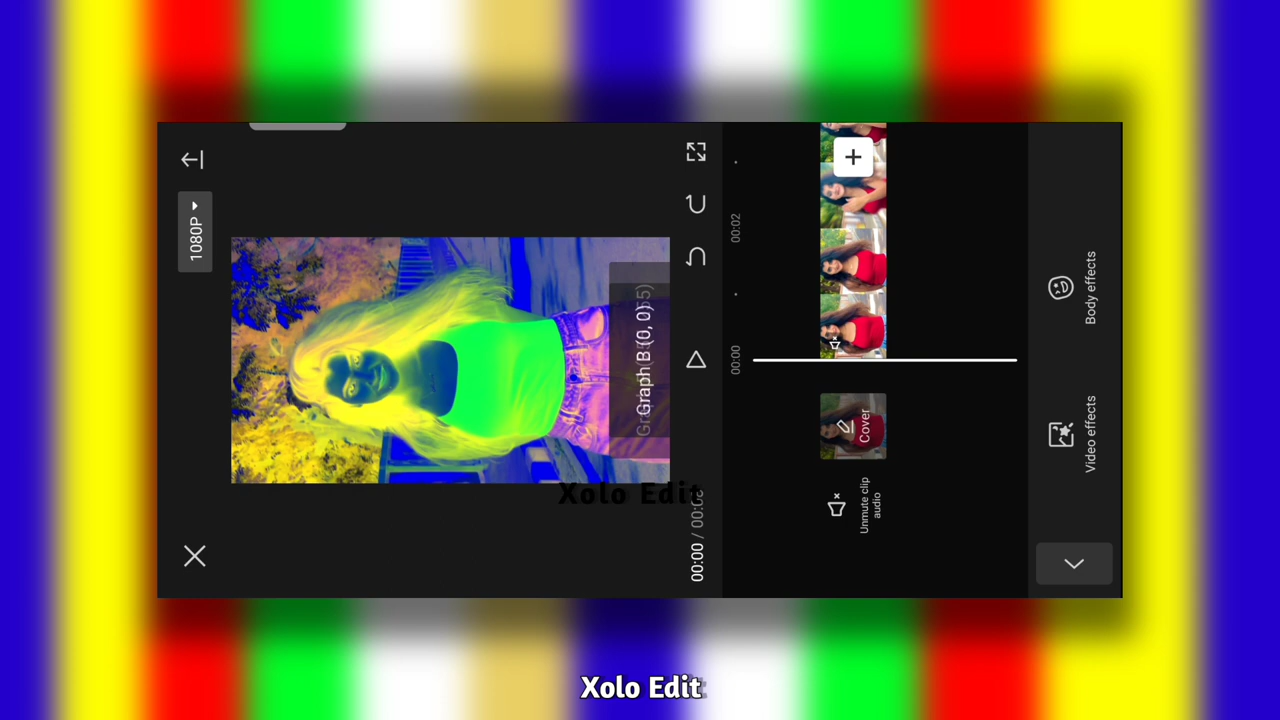 1080P
Graph B (0, 0)
Xolo Edit
00:00 / 00:0
00:00
00:02
Cover
Unmute clip
audio
Video effects
Body effects
Xolo Edit